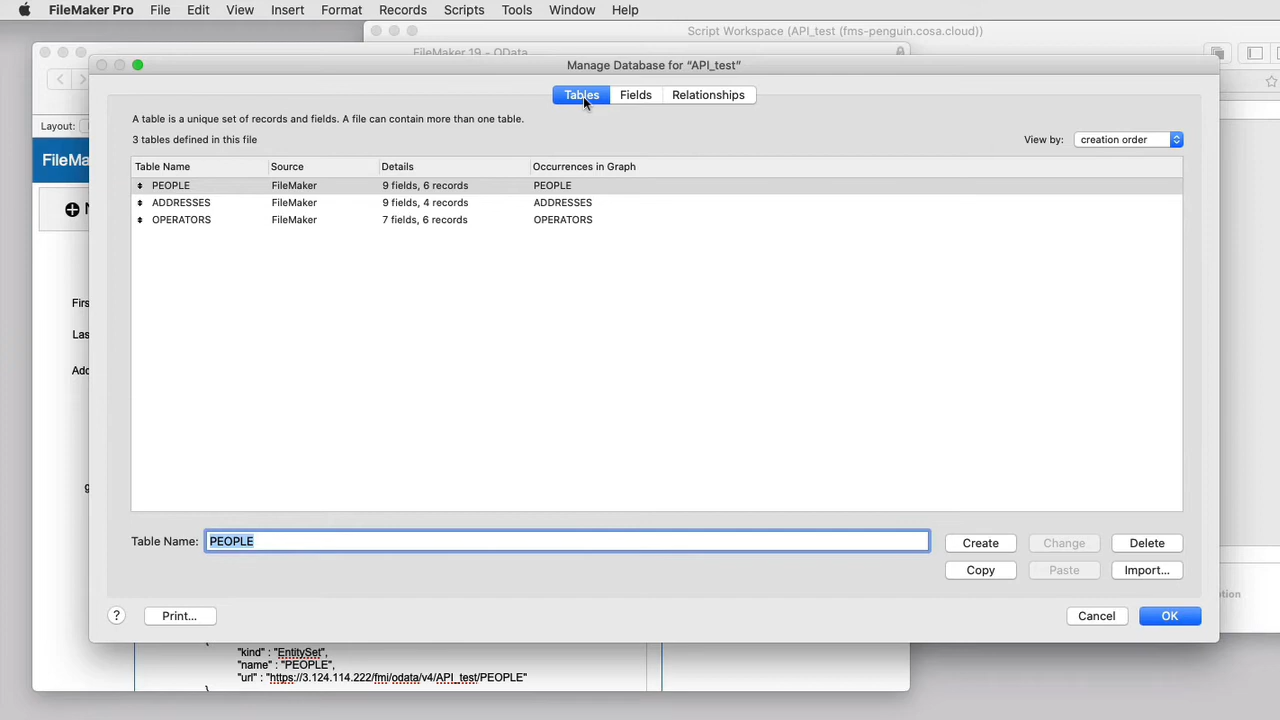 FileMaker Pro File Edit View Insert Format Records Scripts Tools Window Help
Script Workspace (API_test (fms-penguin.cosa.cloud))
FileMaker 19 - OData
Manage Database for “API_test”
Tables Fields Relationships
A table is a unique set of records and fields. A file can contain more than one table.
Layout:
3 tables defined in this file
View by: creation order
FileMa
Table Name Source Details Occurrences in Graph
PEOPLE FileMaker 9 fields, 6 records PEOPLE
ADDRESSES FileMaker 9 fields, 4 records ADDRESSES
OPERATORS FileMaker 7 fields, 6 records OPERATORS
Firs
Las
Add
g
Table Name: PEOPLE
Create Change Delete
Copy Paste Import...
ption
? Print... Cancel OK
"kind" : "EntitySet",
"name" : "PEOPLE",
"url" : "https://3.124.114.222/fmi/odata/v4/API_test/PEOPLE"
}